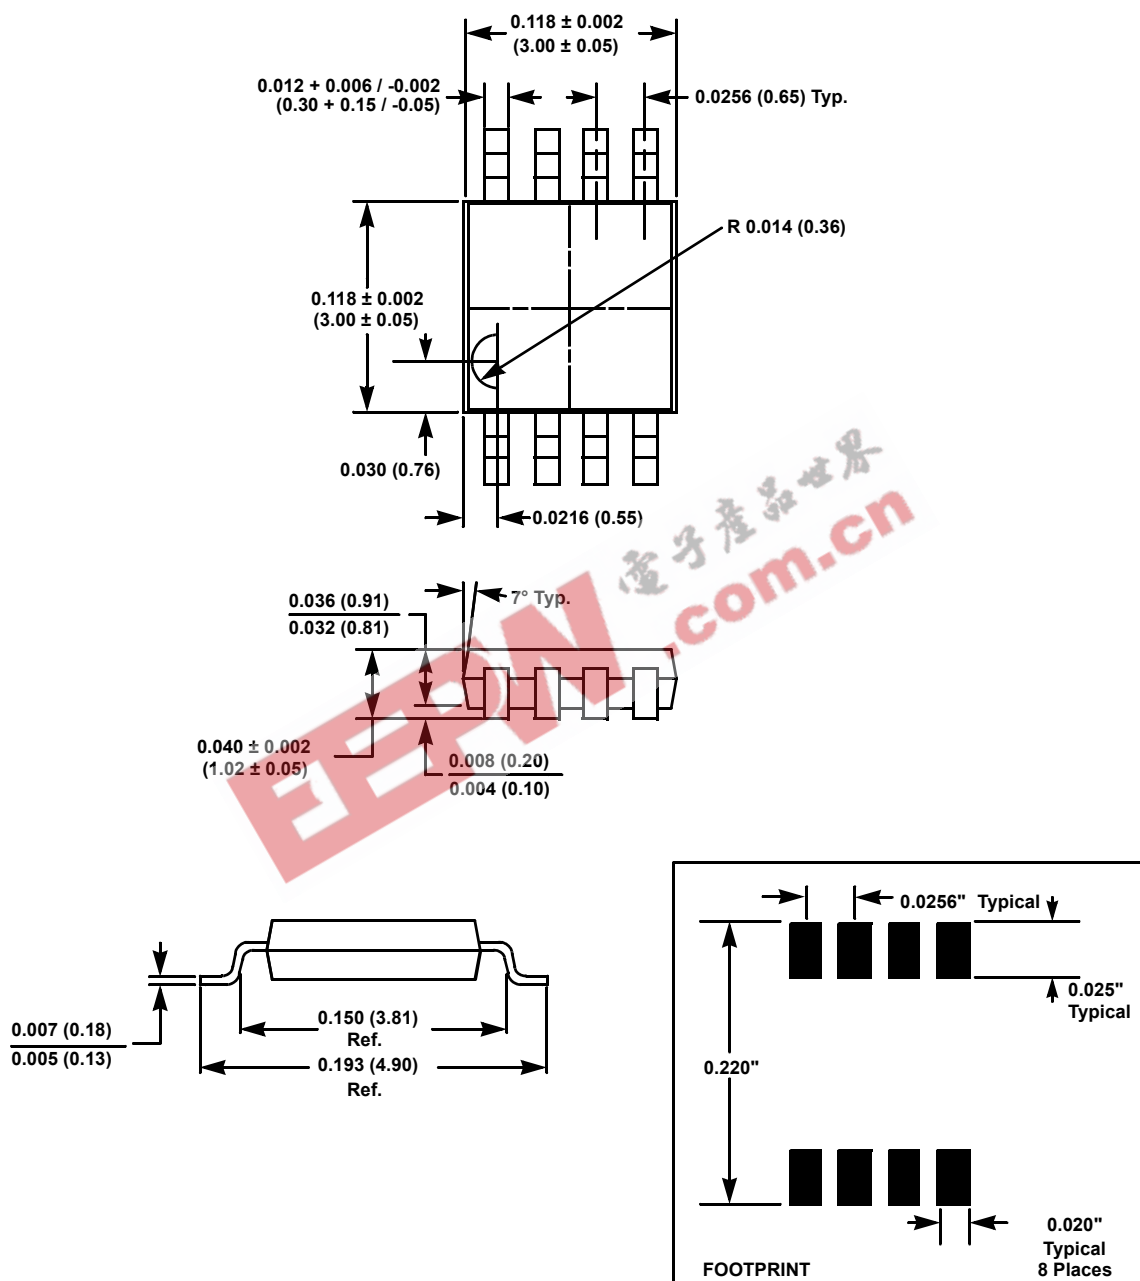 0.118 ± 0.002
(3.00 ± 0.05)
0.012 + 0.006 / -0.002
(0.30 + 0.15 / -0.05)
0.0256 (0.65) Typ.
R 0.014 (0.36)
0.118 ± 0.002
(3.00 ± 0.05)
0.030 (0.76)
0.0216 (0.55)
電子產品世界
.com.cn
EEPW
7° Typ.
0.036 (0.91)
0.032 (0.81)
0.040 ± 0.002
(1.02 ± 0.05)
0.008 (0.20)
0.004 (0.10)
0.007 (0.18)
0.005 (0.13)
0.150 (3.81)
Ref.
0.193 (4.90)
Ref.
0.0256" Typical
0.025"
Typical
0.220"
0.020"
Typical
8 Places
FOOTPRINT